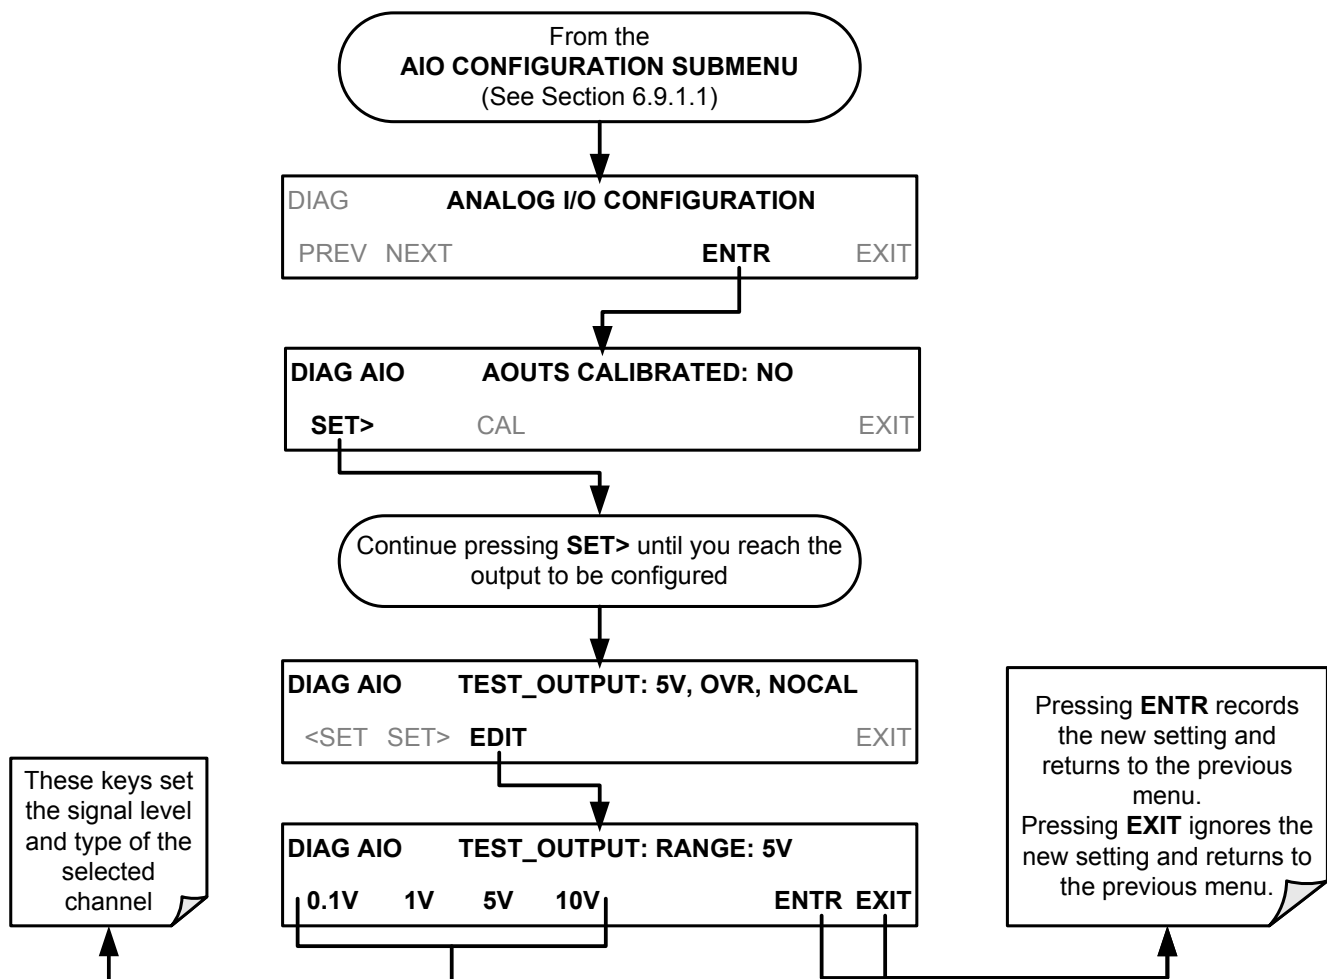 From the
AIO CONFIGURATION SUBMENU
(See Section 6.9.1.1)
DIAG ANALOG I/O CONFIGURATION
PREV NEXT ENTR EXIT
DIAG AIO AOUTS CALIBRATED: NO
SET> CAL EXIT
Continue pressing SET> until you reach the
output to be configured
DIAG AIO TEST_OUTPUT: 5V, OVR, NOCAL
<SET SET> EDIT EXIT
These keys set
the signal level
and type of the
selected
channel
DIAG AIO TEST_OUTPUT: RANGE: 5V
0.1V 1V 5V 10V ENTR EXIT
Pressing ENTR records
the new setting and
returns to the previous
menu.
Pressing EXIT ignores the
new setting and returns to
the previous menu.